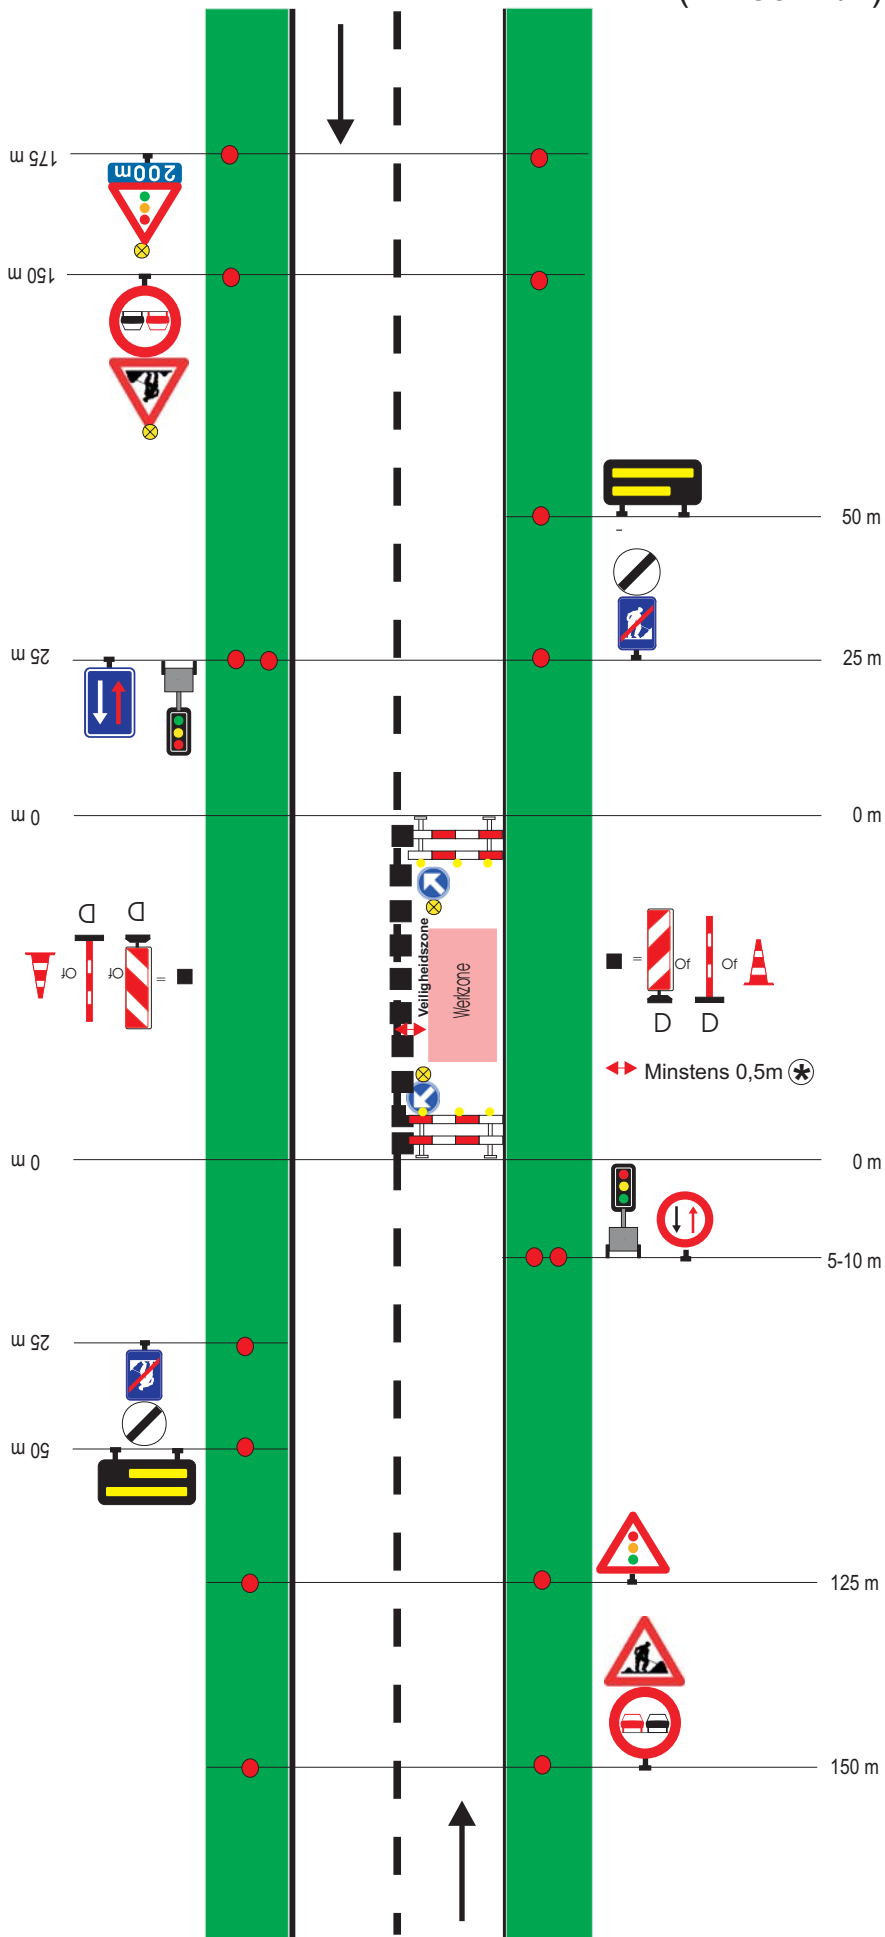 175 m
200m
150 m
50 m
25 m
25 m
0 m
0 m
D
D
Of
Of
=
Veiligheidszone
Werkzone
=
Of
Of
D
D
Minstens 0,5m
0 m
0 m
5-10 m
25 m
50 m
125 m
150 m